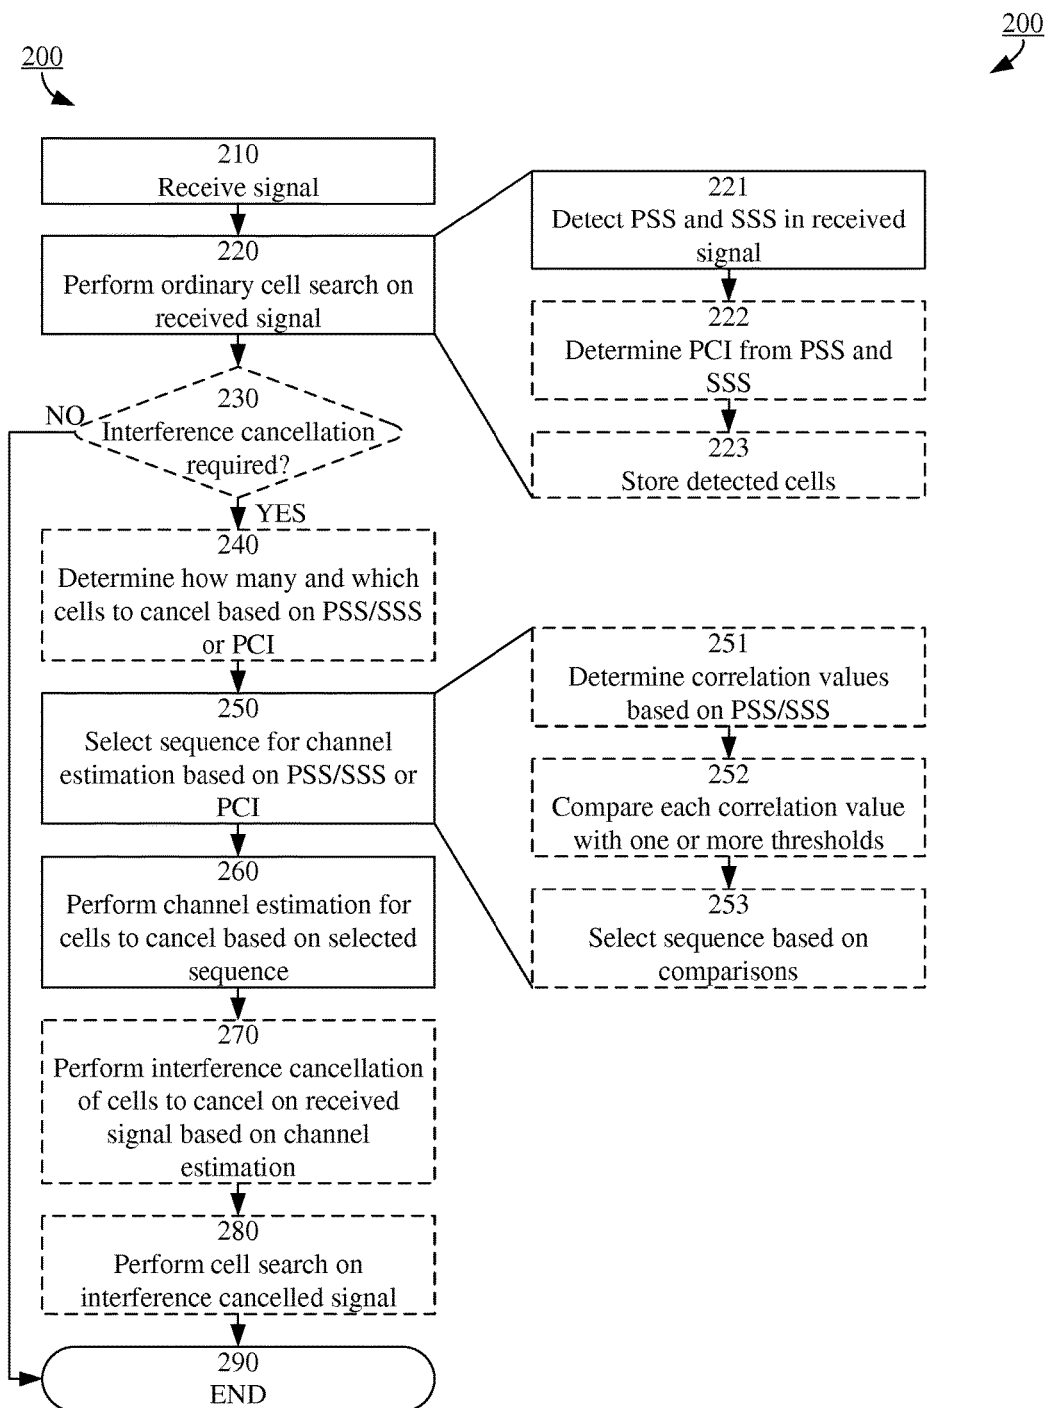 200
200
210
Receive signal
220
Perform ordinary cell search on
received signal
230
Interference cancellation
required?
NO
YES
240
Determine how many and which
cells to cancel based on PSS/SSS
or PCI
250
Select sequence for channel
estimation based on PSS/SSS or
PCI
260
Perform channel estimation for
cells to cancel based on selected
sequence
270
Perform interference cancellation
of cells to cancel on received
signal based on channel
estimation
280
Perform cell search on
interference cancelled signal
290
END
221
Detect PSS and SSS in received
signal
222
Determine PCI from PSS and
SSS
223
Store detected cells
251
Determine correlation values
based on PSS/SSS
252
Compare each correlation value
with one or more thresholds
253
Select sequence based on
comparisons